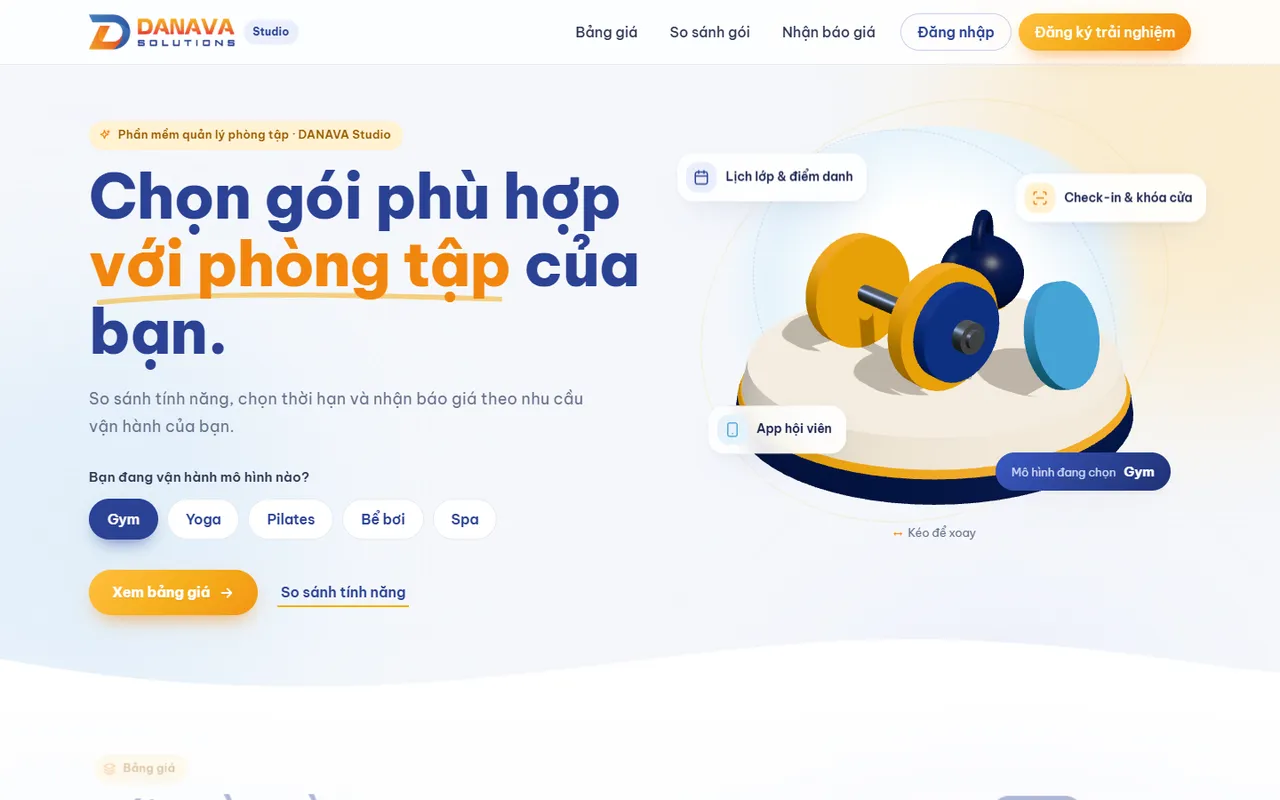 DANAVA
SOLUTIONS
Studio
Bảng giá
So sánh gói
Nhận báo giá
Đăng nhập
Đăng ký trải nghiệm
Phần mềm quản lý phòng tập · DANAVA Studio
Chọn gói phù hợp
với phòng tập của
bạn.
So sánh tính năng, chọn thời hạn và nhận báo giá theo nhu cầu
vận hành của bạn.
Bạn đang vận hành mô hình nào?
Gym
Yoga
Pilates
Bể bơi
Spa
Xem bảng giá →
So sánh tính năng
Lịch lớp & điểm danh
Check-in & khóa cửa
App hội viên
Mô hình đang chọn Gym
↔ Kéo để xoay
Bảng giá